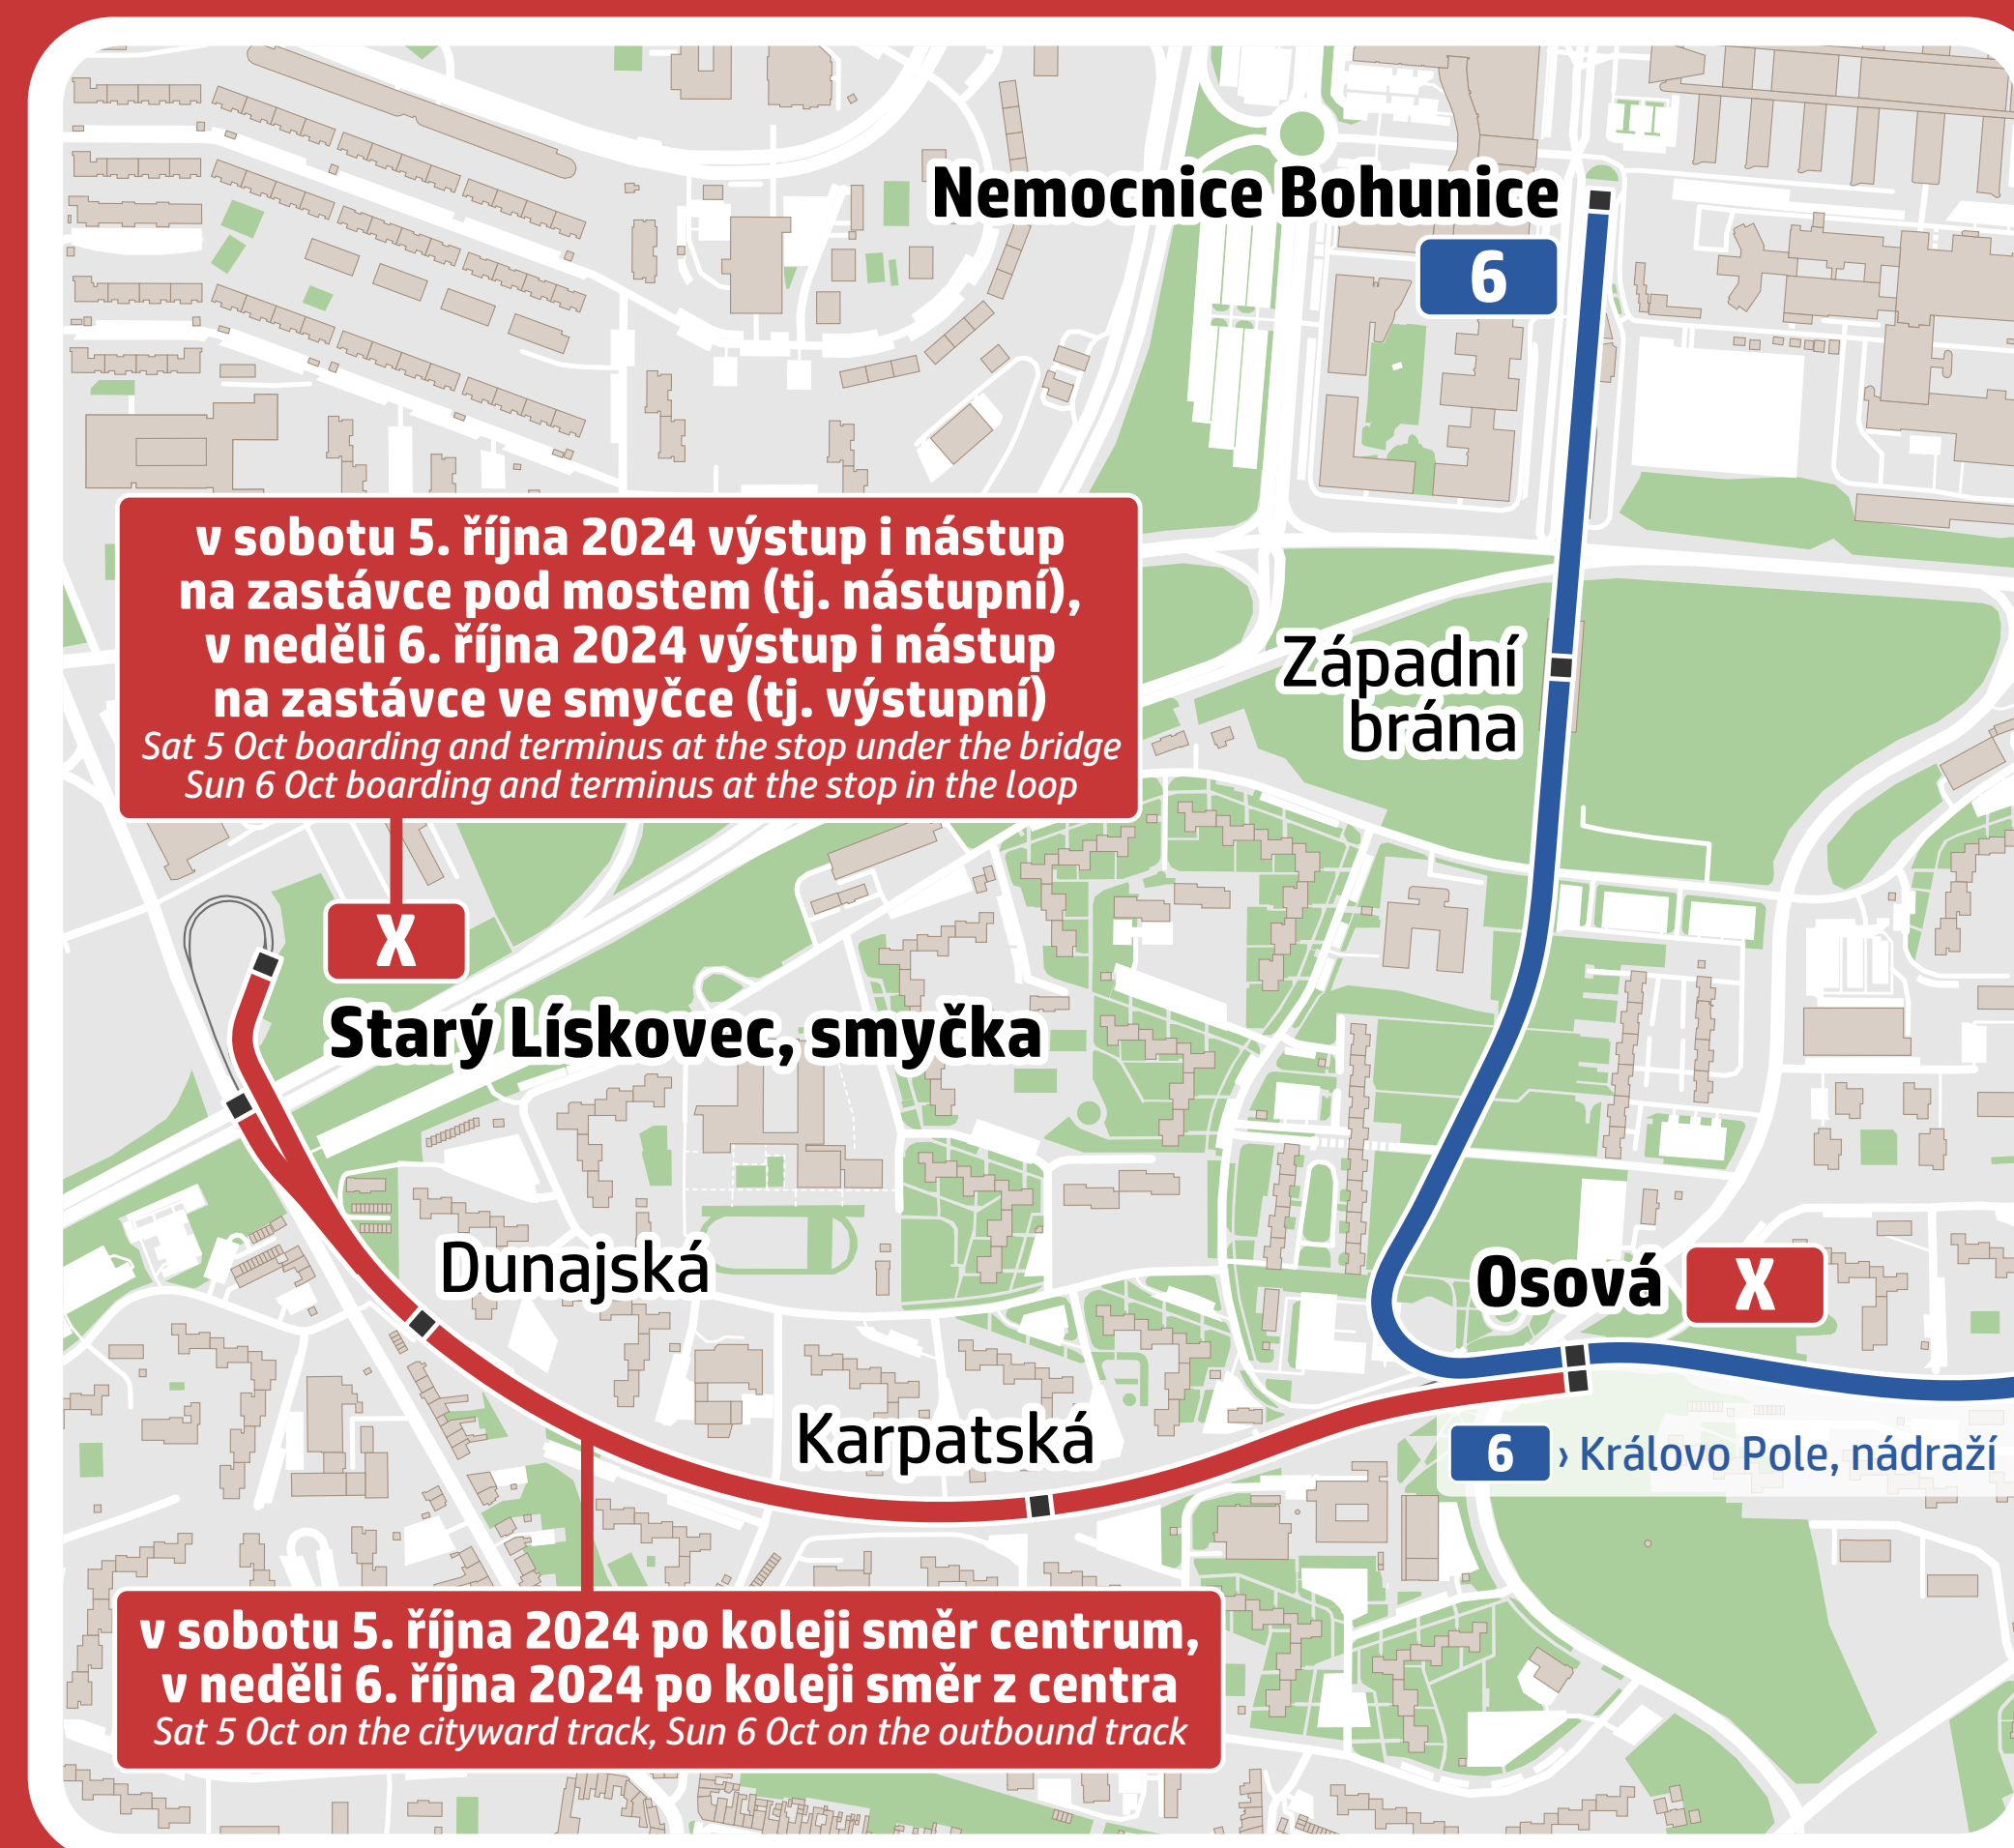 Nemocnice Bohunice
6
v sobotu 5. října 2024 výstup i nástup
na zastávce pod mostem (tj. nástupní),
v neděli 6. října 2024 výstup i nástup
na zastávce ve smyčce (tj. výstupní)
Sat 5 Oct boarding and terminus at the stop under the bridge
Sun 6 Oct boarding and terminus at the stop in the loop
Západní
brána
X
Starý Lískovec, smyčka
Dunajská
Osová X
Karpatská
6 › Královo Pole, nádraží
v sobotu 5. října 2024 po koleji směr centrum,
v neděli 6. října 2024 po koleji směr z centra
Sat 5 Oct on the cityward track, Sun 6 Oct on the outbound track